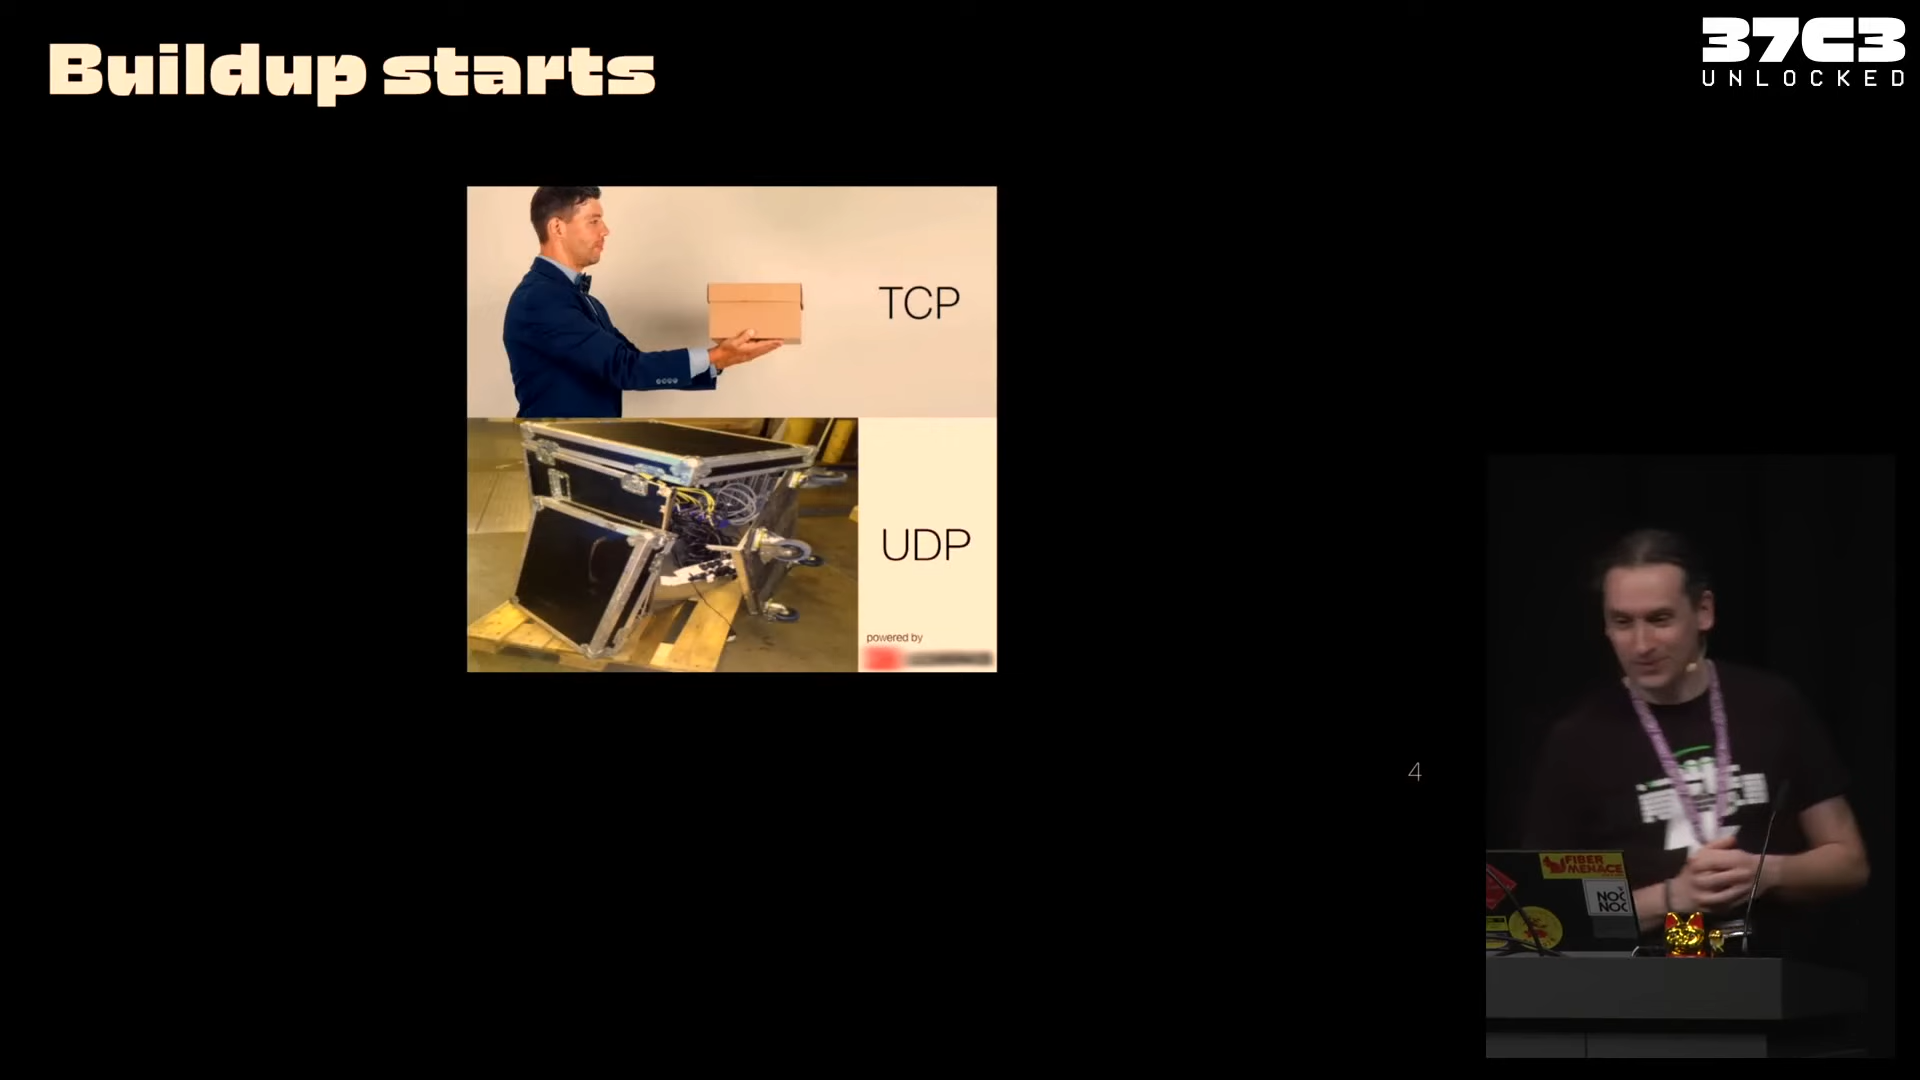 Buildup starts
37C3
UNLOCKED
TCP
UDP
powered by
4
FIBER
MENACE
NOC
NOC